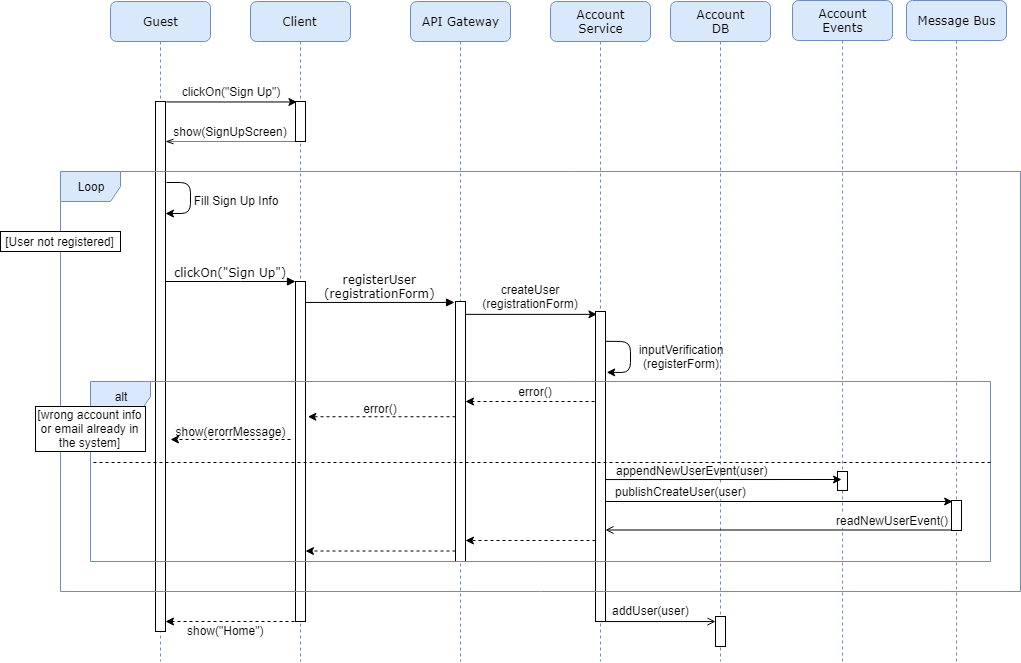 Guest
Client
API Gateway
Account
Service
Account
DB
Account
Events
Message Bus
clickOn("Sign Up")
show(SignUpScreen)
Loop
Fill Sign Up Info
[User not registered]
clickOn("Sign Up")
registerUser
(registrationForm)
createUser
(registrationForm)
inputVerification
(registerForm)
alt
[wrong account info
or email already in
the system]
error()
error()
show(erorrMessage)
appendNewUserEvent(user)
publishCreateUser(user)
readNewUserEvent()
addUser(user)
show("Home")